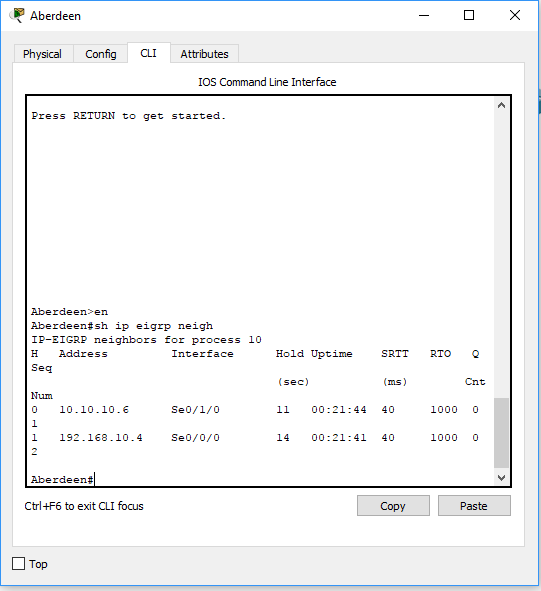 Aberdeen
Physical Config CLI Attributes
IOS Command Line Interface
Press RETURN to get started.
Aberdeen>en
Aberdeen#sh ip eigrp neigh
IP-EIGRP neighbors for process 10
H   Address         Interface      Hold Uptime    SRTT   RTO   Q
Seq
                                   (sec)          (ms)        Cnt
Num
0   10.10.10.6      Se0/1/0        11   00:21:44  40     1000  0
1
1   192.168.10.4    Se0/0/0        14   00:21:41  40     1000  0
2
Aberdeen#
Ctrl+F6 to exit CLI focus Copy Paste
Top